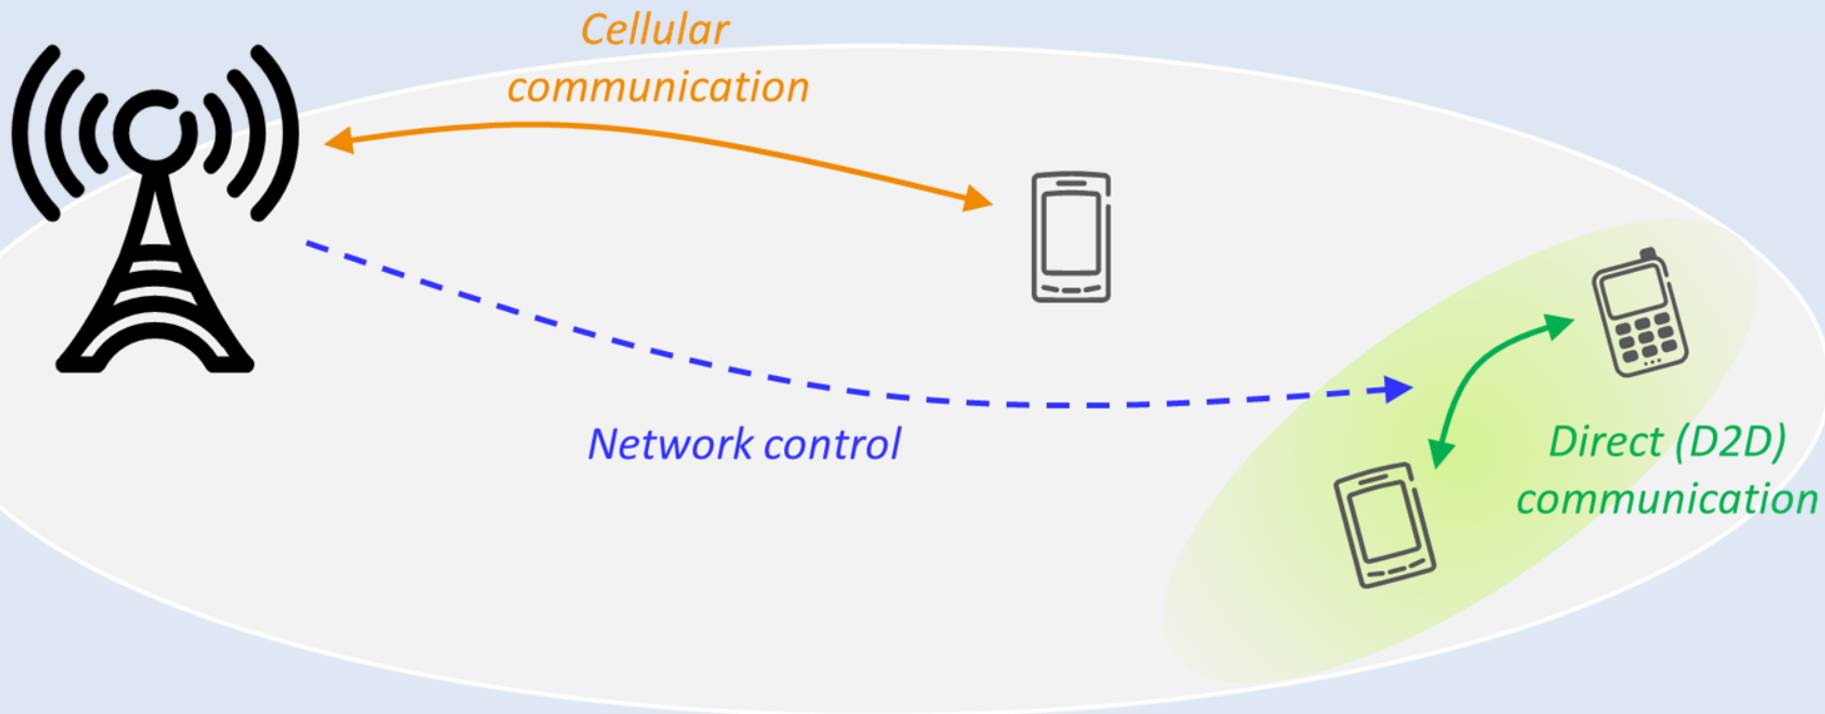 Cellular
communication
Network control
Direct (D2D)
communication